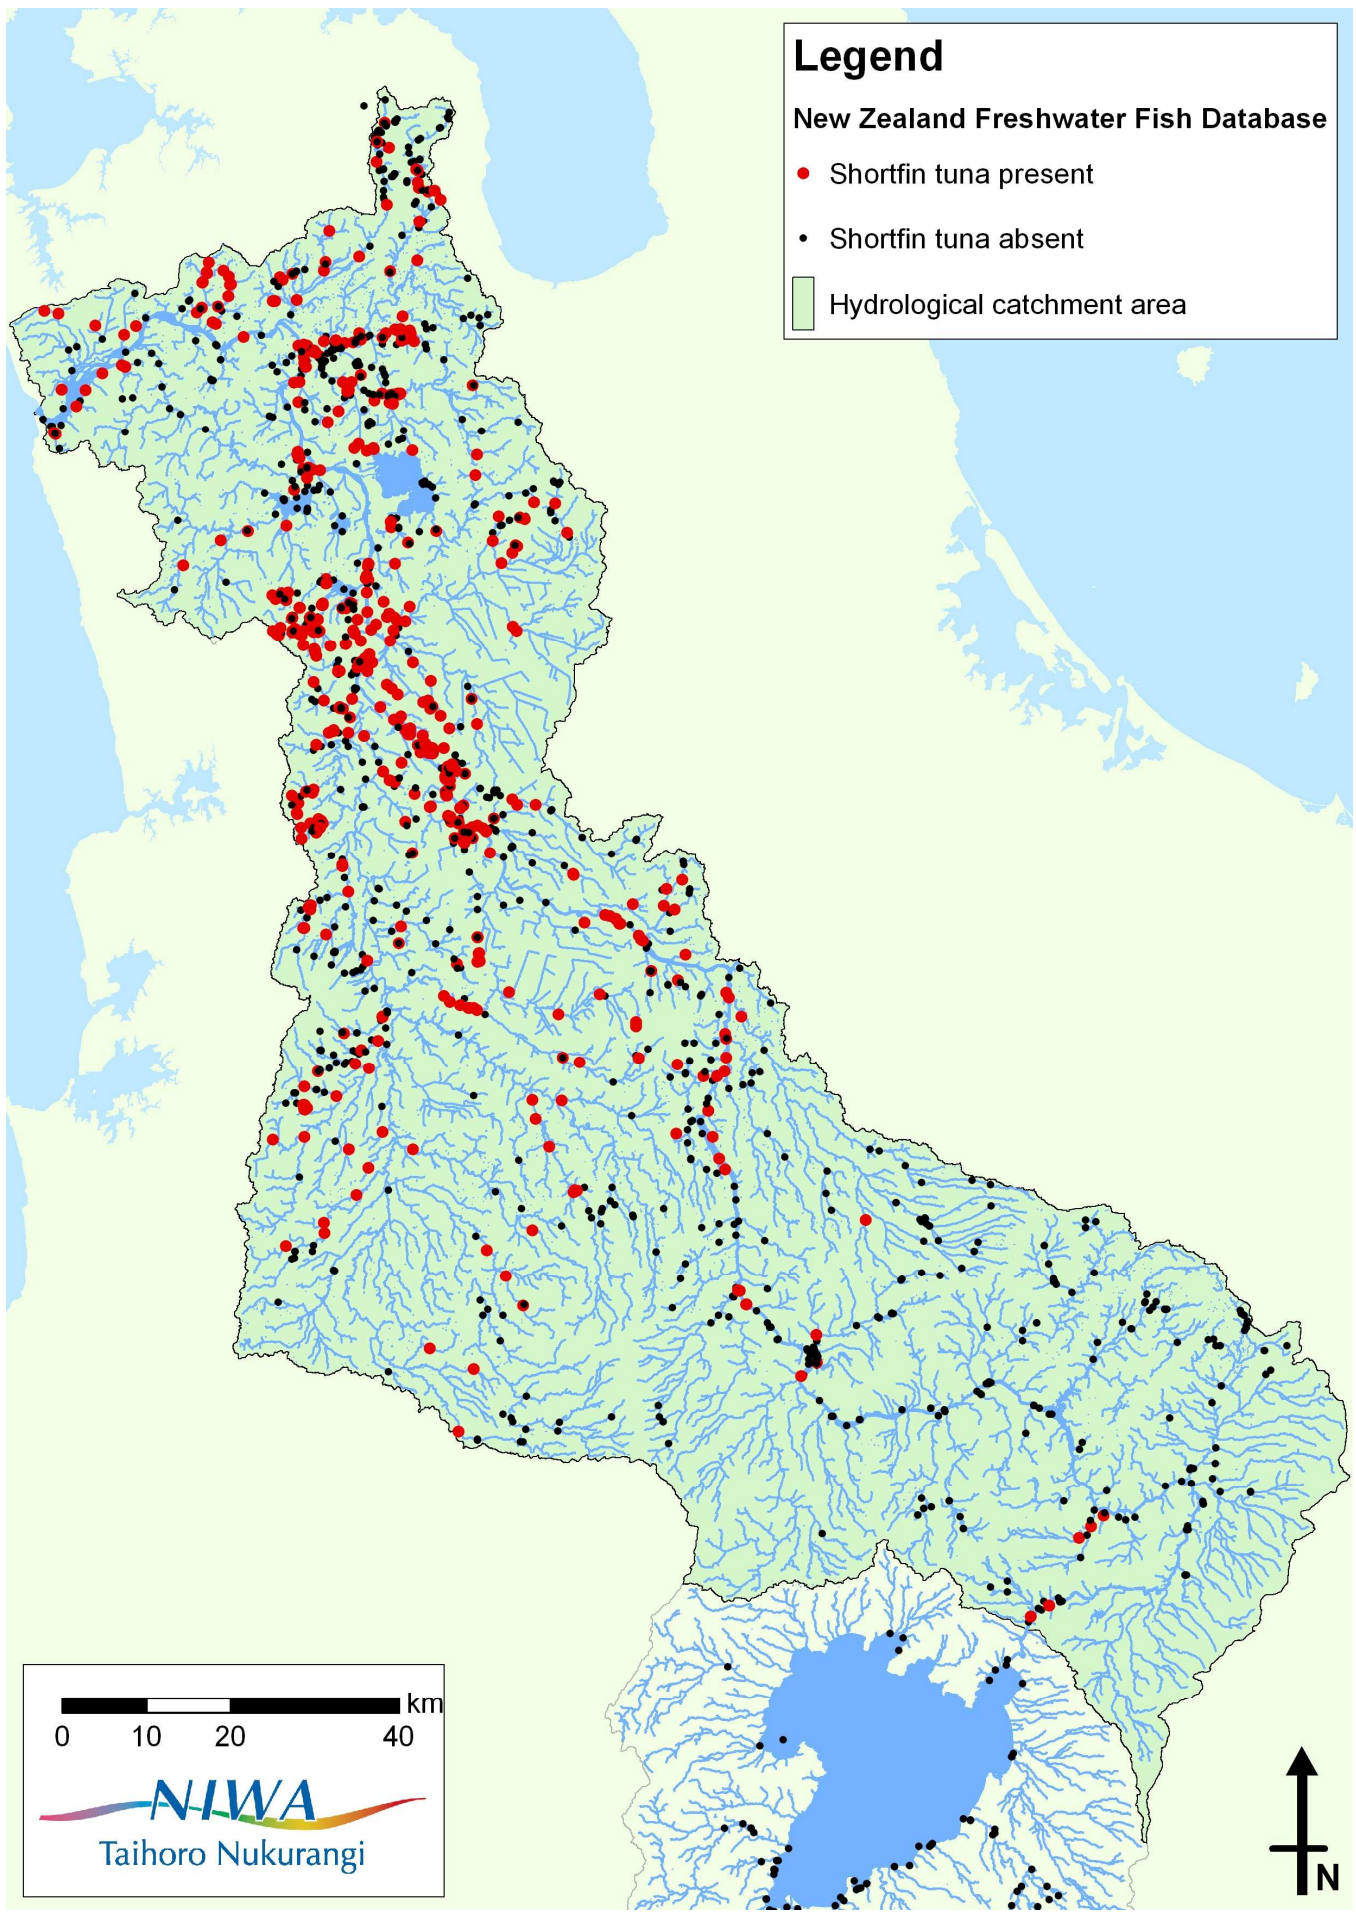 Legend
New Zealand Freshwater Fish Database
Shortfin tuna present
Shortfin tuna absent
Hydrological catchment area
km
0 10 20 40
NIWA
Taihoro Nukurangi
N